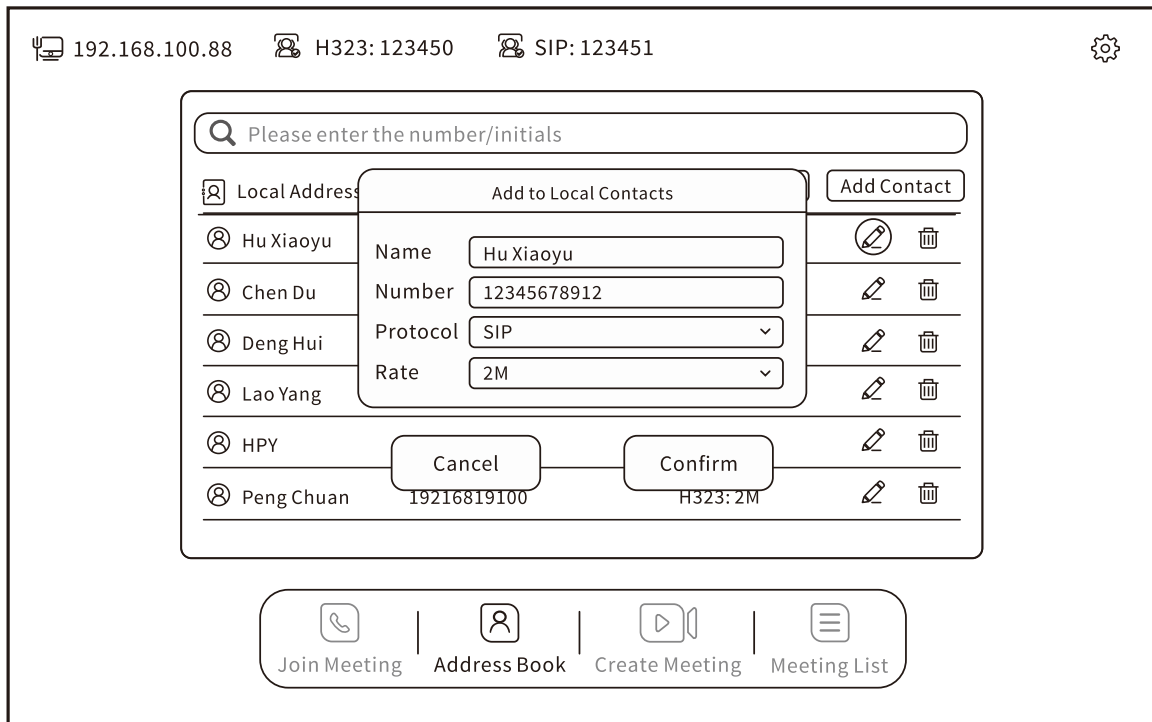 192.168.100.88 H323: 123450 SIP: 123451
Please enter the number/initials
Local Address Add Contact
Add to Local Contacts
Hu Xiaoyu
Name Hu Xiaoyu
Chen Du
Number 12345678912
Deng Hui
Protocol SIP
Lao Yang
Rate 2M
HPY
Cancel Confirm
Peng Chuan 19216819100 H323: 2M
Join Meeting Address Book Create Meeting Meeting List